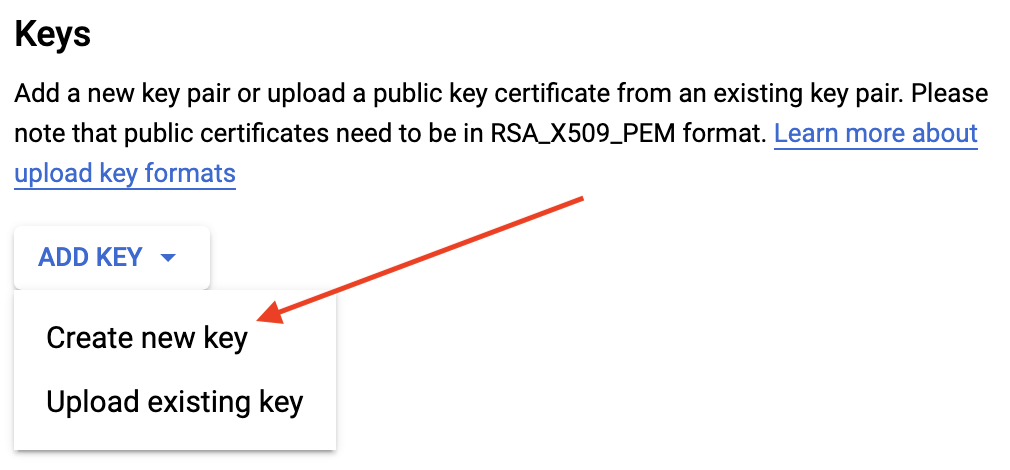 Keys
Add a new key pair or upload a public key certificate from an existing key pair. Please
note that public certificates need to be in RSA_X509_PEM format. Learn more about
upload key formats
ADD KEY
Create new key
Upload existing key